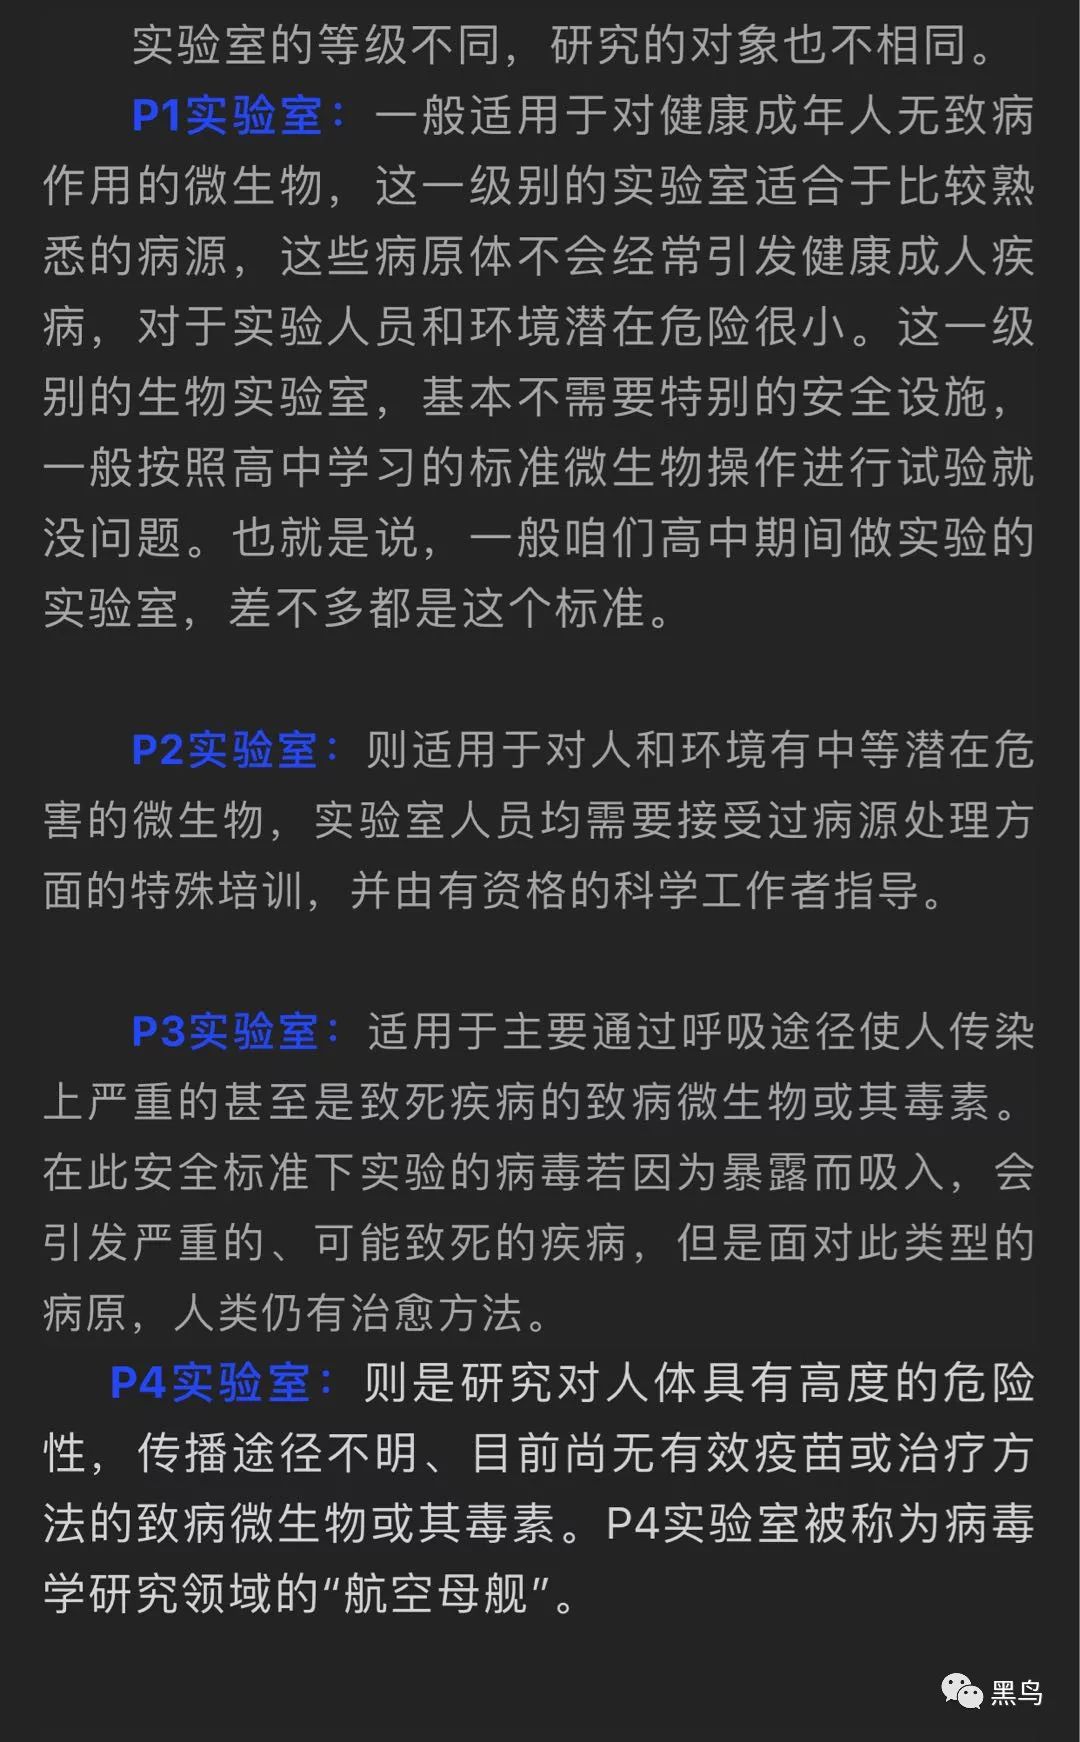 实验室的等级不同，研究的对象也不相同。
P1实验室：一般适用于对健康成年人无致病
作用的微生物，这一级别的实验室适合于比较熟
悉的病源，这些病原体不会经常引发健康成人疾
病，对于实验人员和环境潜在危险很小。这一级
别的生物实验室，基本不需要特别的安全设施，
一般按照高中学习的标准微生物操作进行试验就
没问题。也就是说，一般咱们高中期间做实验的
实验室，差不多都是这个标准。
P2实验室：则适用于对人和环境有中等潜在危
害的微生物，实验室人员均需要接受过病源处理方
面的特殊培训，并由有资格的科学工作者指导。
P3实验室：适用于主要通过呼吸途径使人传染
上严重的甚至是致死疾病的致病微生物或其毒素。
在此安全标准下实验的病毒若因为暴露而吸入，会
引发严重的、可能致死的疾病，但是面对此类型的
病原，人类仍有治愈方法。
P4实验室：则是研究对人体具有高度的危险
性，传播途径不明、目前尚无有效疫苗或治疗方
法的致病微生物或其毒素。P4实验室被称为病毒
学研究领域的“航空母舰”。
黑鸟